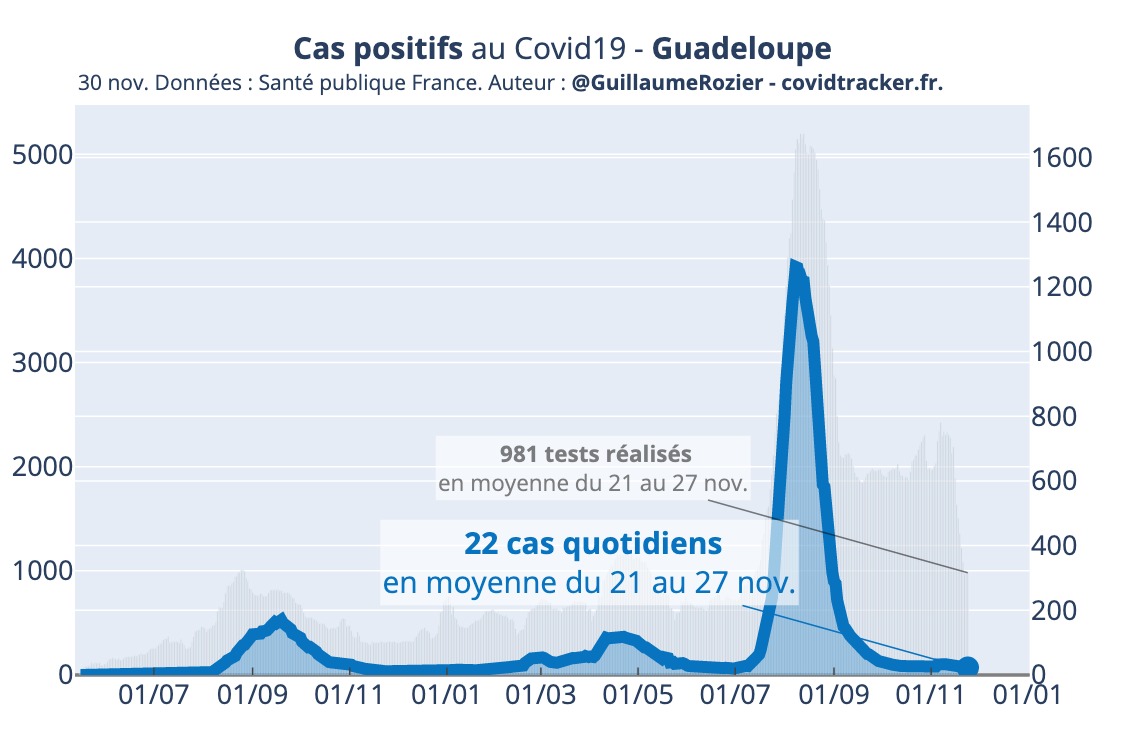 Cas positifs au Covid19 - Guadeloupe
30 nov. Données : Santé publique France. Auteur : @GuillaumeRozier - covidtracker.fr.
5000
4000
3000
2000
1000
0
1600
1400
1200
1000
800
600
400
200
0
981 tests réalisés
en moyenne du 21 au 27 nov.
22 cas quotidiens
en moyenne du 21 au 27 nov.
01/07 01/09 01/11 01/01 01/03 01/05 01/07 01/09 01/11 01/01